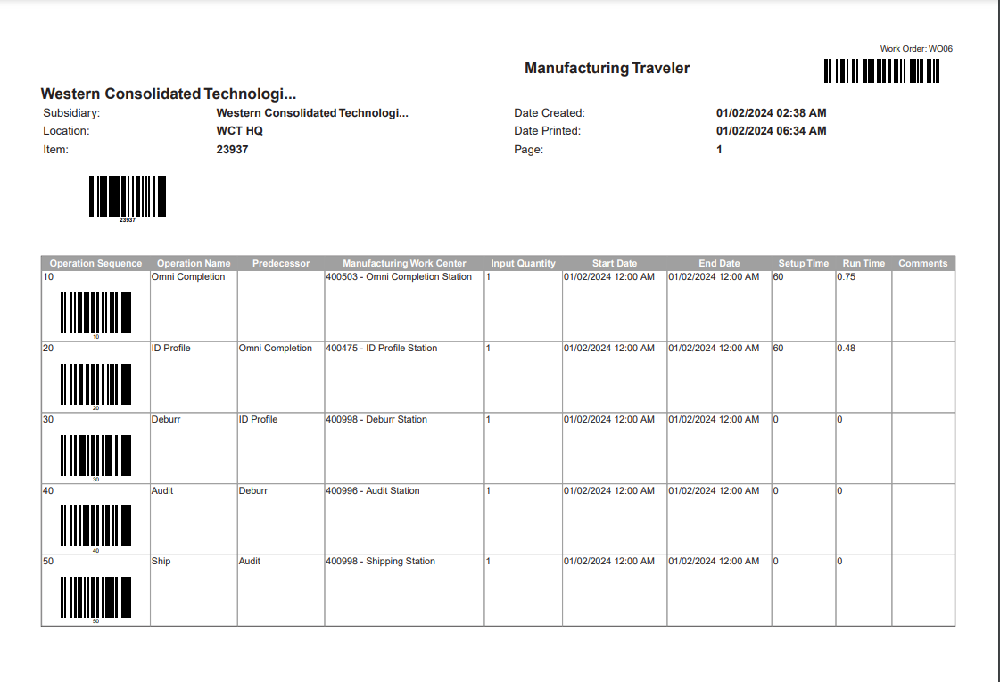 Work Order: WO06
Manufacturing Traveler
Western Consolidated Technologi...
Subsidiary: Western Consolidated Technologi... Date Created: 01/02/2024 02:38 AM
Location: WCT HQ Date Printed: 01/02/2024 06:34 AM
Item: 23937 Page: 1
23937
Operation Sequence Operation Name Predecessor Manufacturing Work Center Input Quantity Start Date End Date Setup Time Run Time Comments
10 Omni Completion 400503 - Omni Completion Station 1 01/02/2024 12:00 AM 01/02/2024 12:00 AM 60 0.75
10
20 ID Profile Omni Completion 400475 - ID Profile Station 1 01/02/2024 12:00 AM 01/02/2024 12:00 AM 60 0.48
20
30 Deburr ID Profile 400998 - Deburr Station 1 01/02/2024 12:00 AM 01/02/2024 12:00 AM 0 0
30
40 Audit Deburr 400996 - Audit Station 1 01/02/2024 12:00 AM 01/02/2024 12:00 AM 0 0
40
50 Ship Audit 400998 - Shipping Station 1 01/02/2024 12:00 AM 01/02/2024 12:00 AM 0 0
50